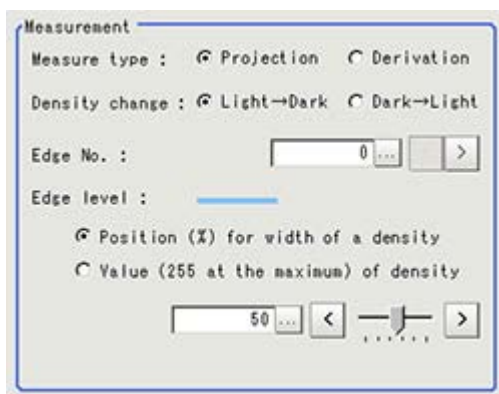 Measurement
Measure type : Projection Derivation
Density change : Light→Dark Dark→Light
Edge No. : 0 ... >
Edge level :
Position (%) for width of a density
Value (255 at the maximum) of density
50 ... < >